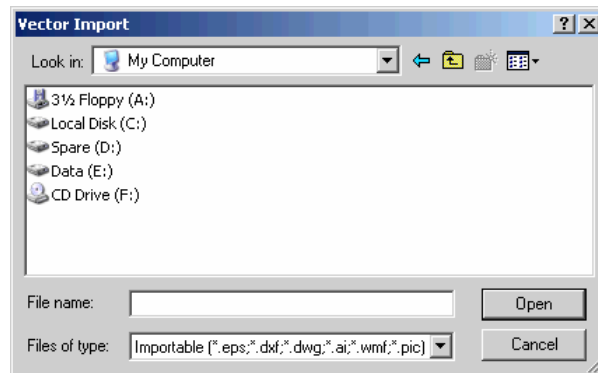 Vector Import
Look in: My Computer
3½ Floppy (A:)
Local Disk (C:)
Spare (D:)
Data (E:)
CD Drive (F:)
File name: Open
Files of type: Importable (*.eps;*.dxf;*.dwg;*.ai;*.wmf;*.pic) Cancel